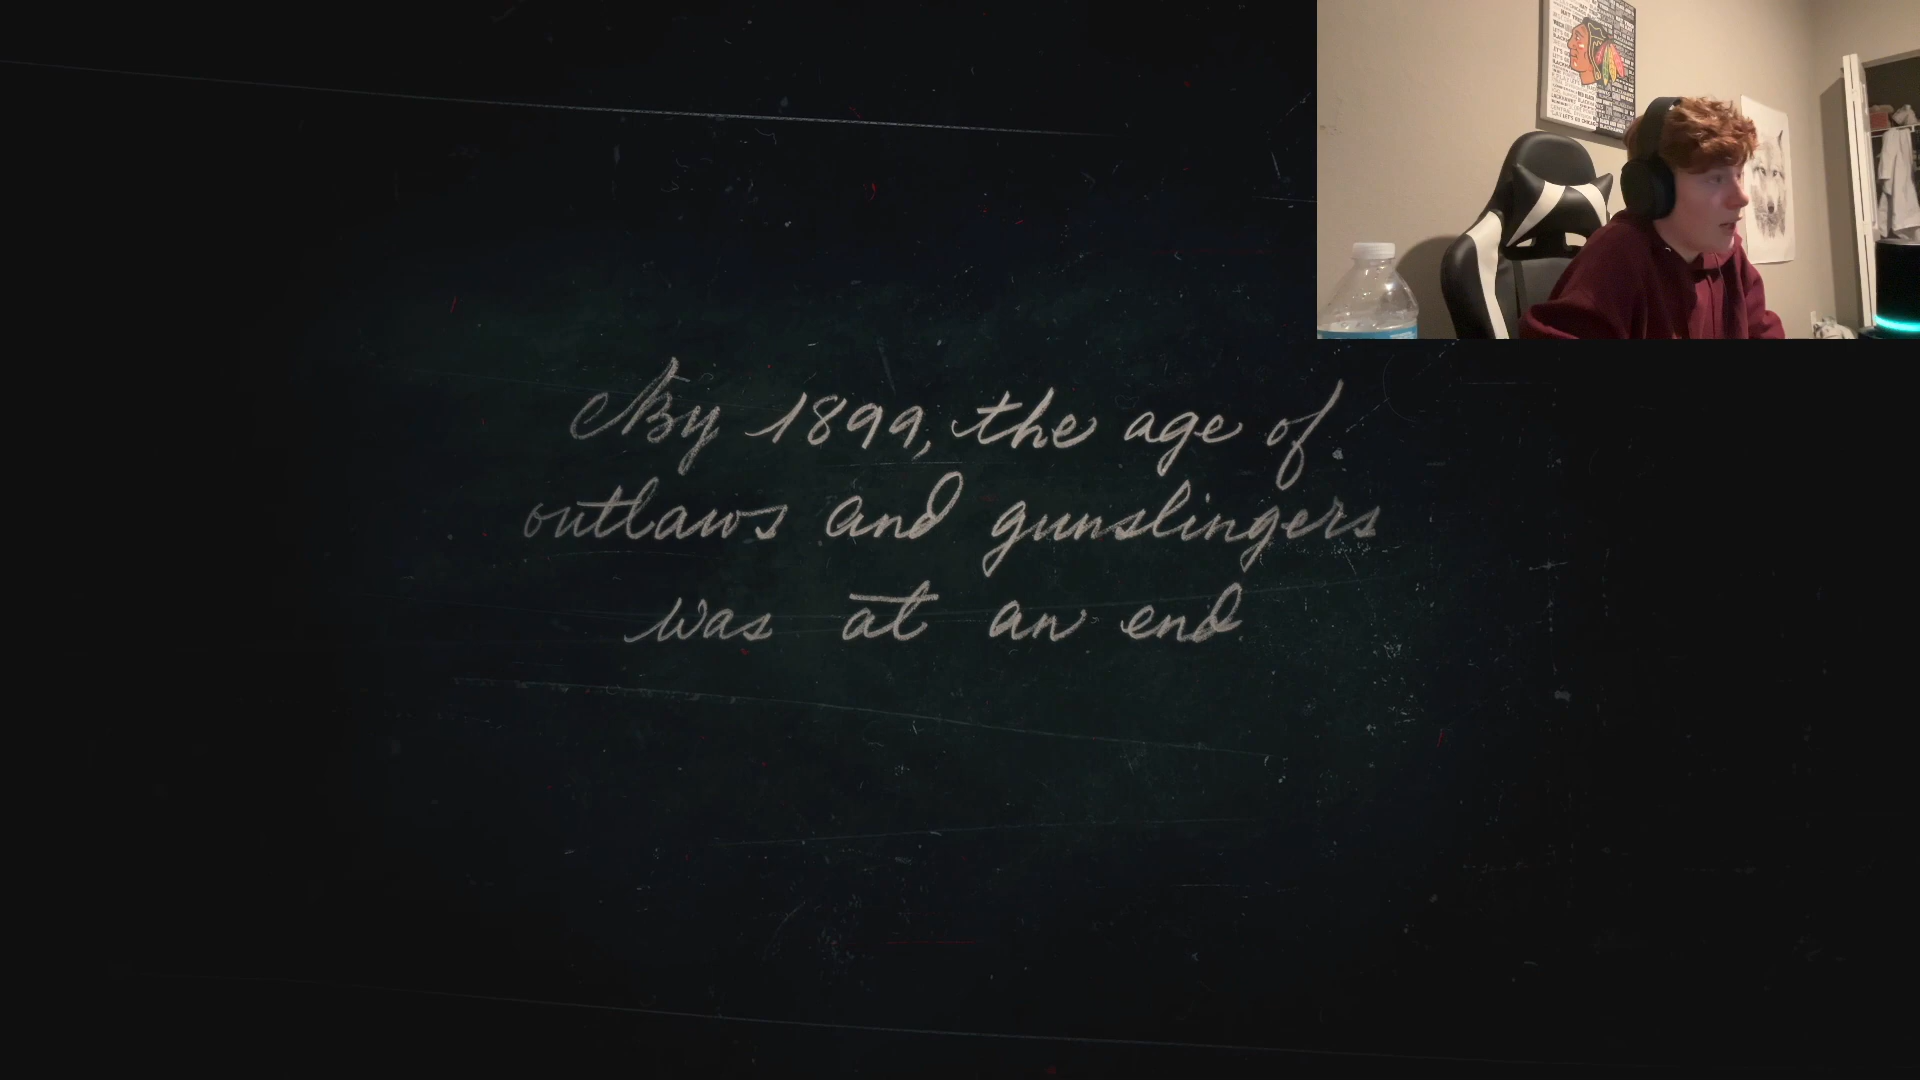 By 1899, the age of
outlaws and gunslingers
was at an end